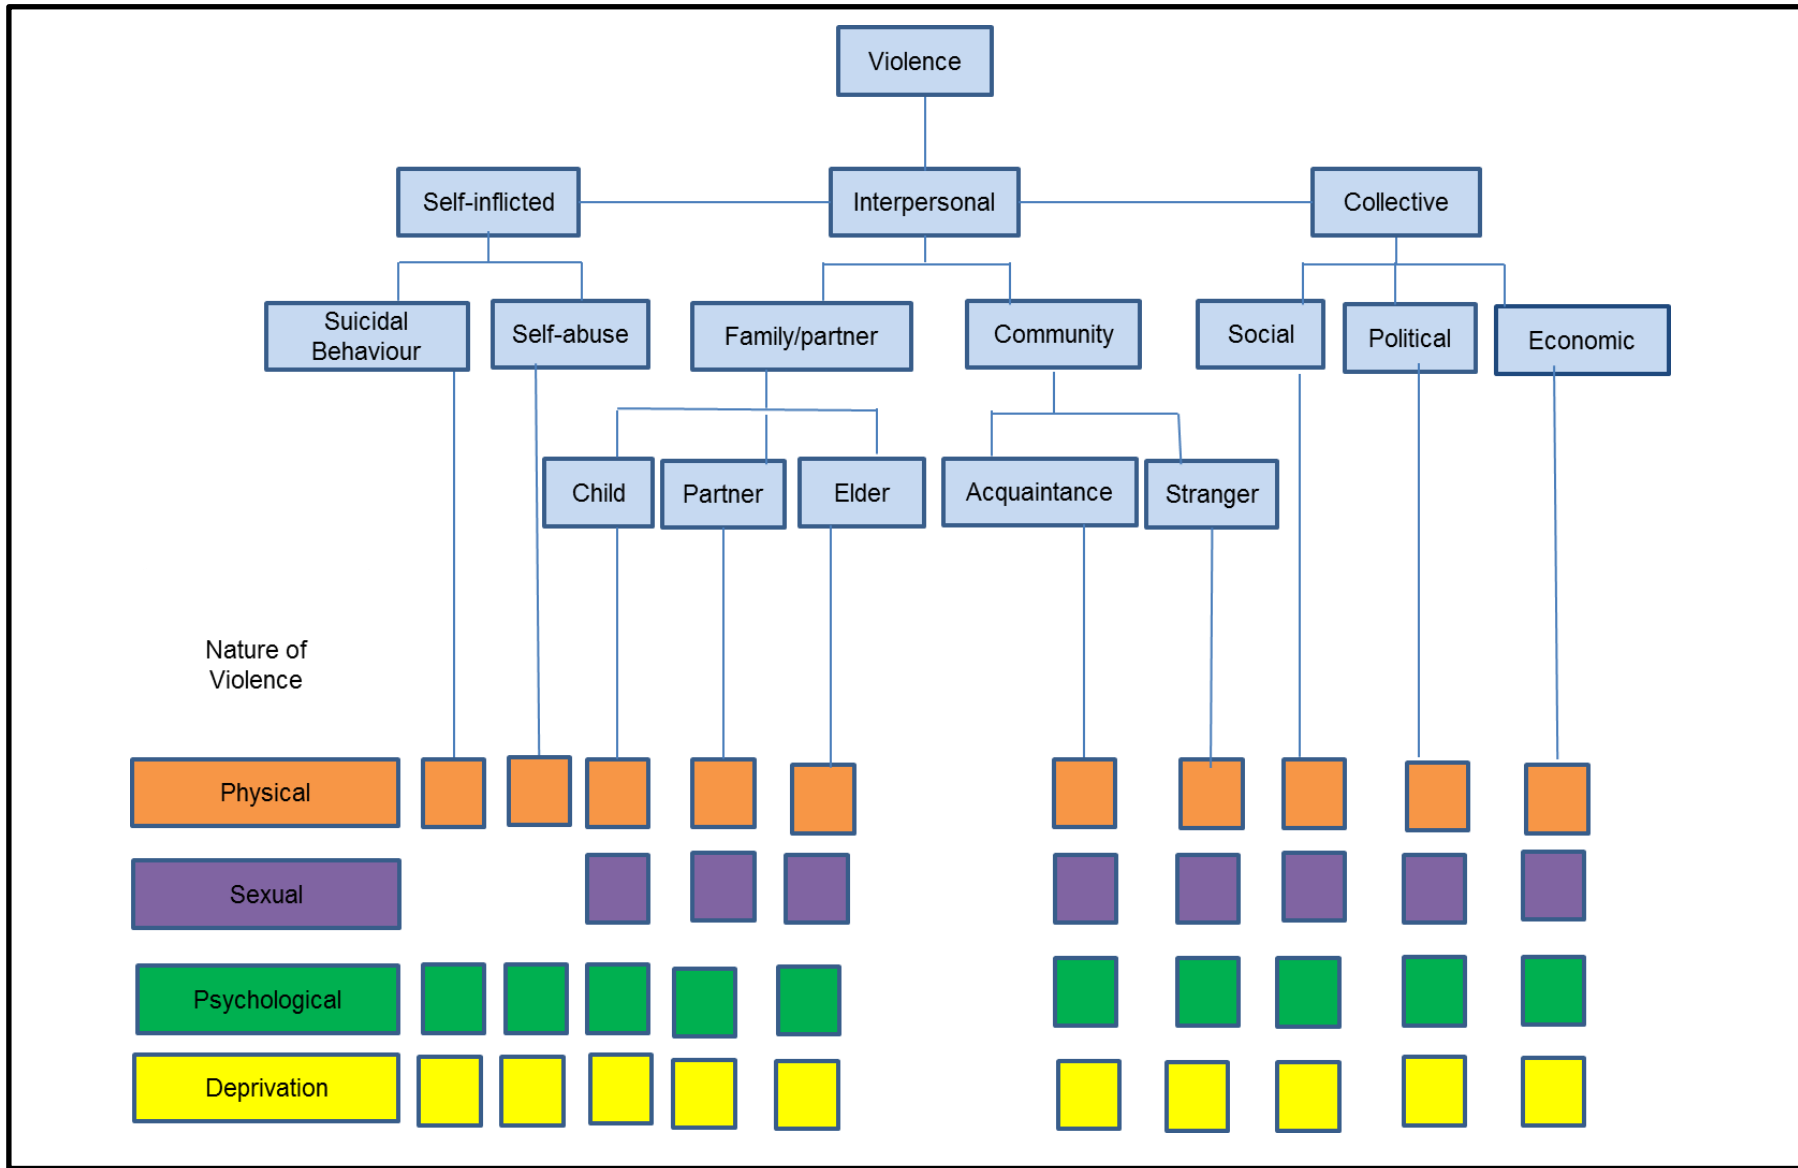 Violence
Self-inflicted
Interpersonal
Collective
Suicidal
Behaviour
Self-abuse
Family/partner
Community
Social
Political
Economic
Child
Partner
Elder
Acquaintance
Stranger
Nature of
Violence
Physical
Sexual
Psychological
Deprivation